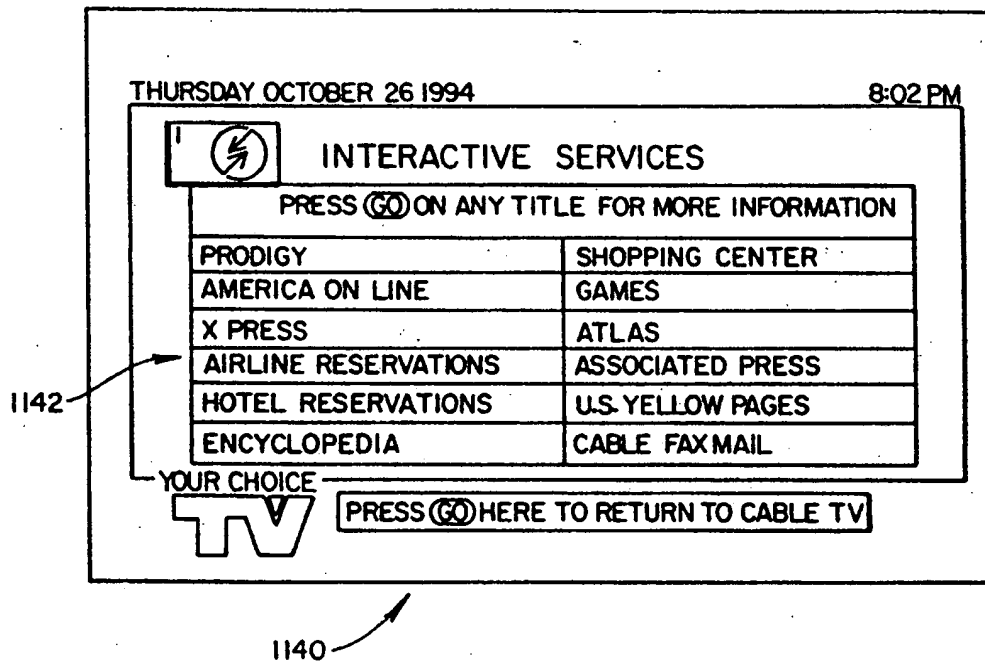 THURSDAY OCTOBER 26 1994 8:02 PM
INTERACTIVE SERVICES
PRESS GO ON ANY TITLE FOR MORE INFORMATION
PRODIGY SHOPPING CENTER
AMERICA ON LINE GAMES
X PRESS ATLAS
AIRLINE RESERVATIONS ASSOCIATED PRESS
1142
HOTEL RESERVATIONS U.S. YELLOW PAGES
ENCYCLOPEDIA CABLE FAXMAIL
YOUR CHOICE
TV
PRESS GO HERE TO RETURN TO CABLE TV
1140